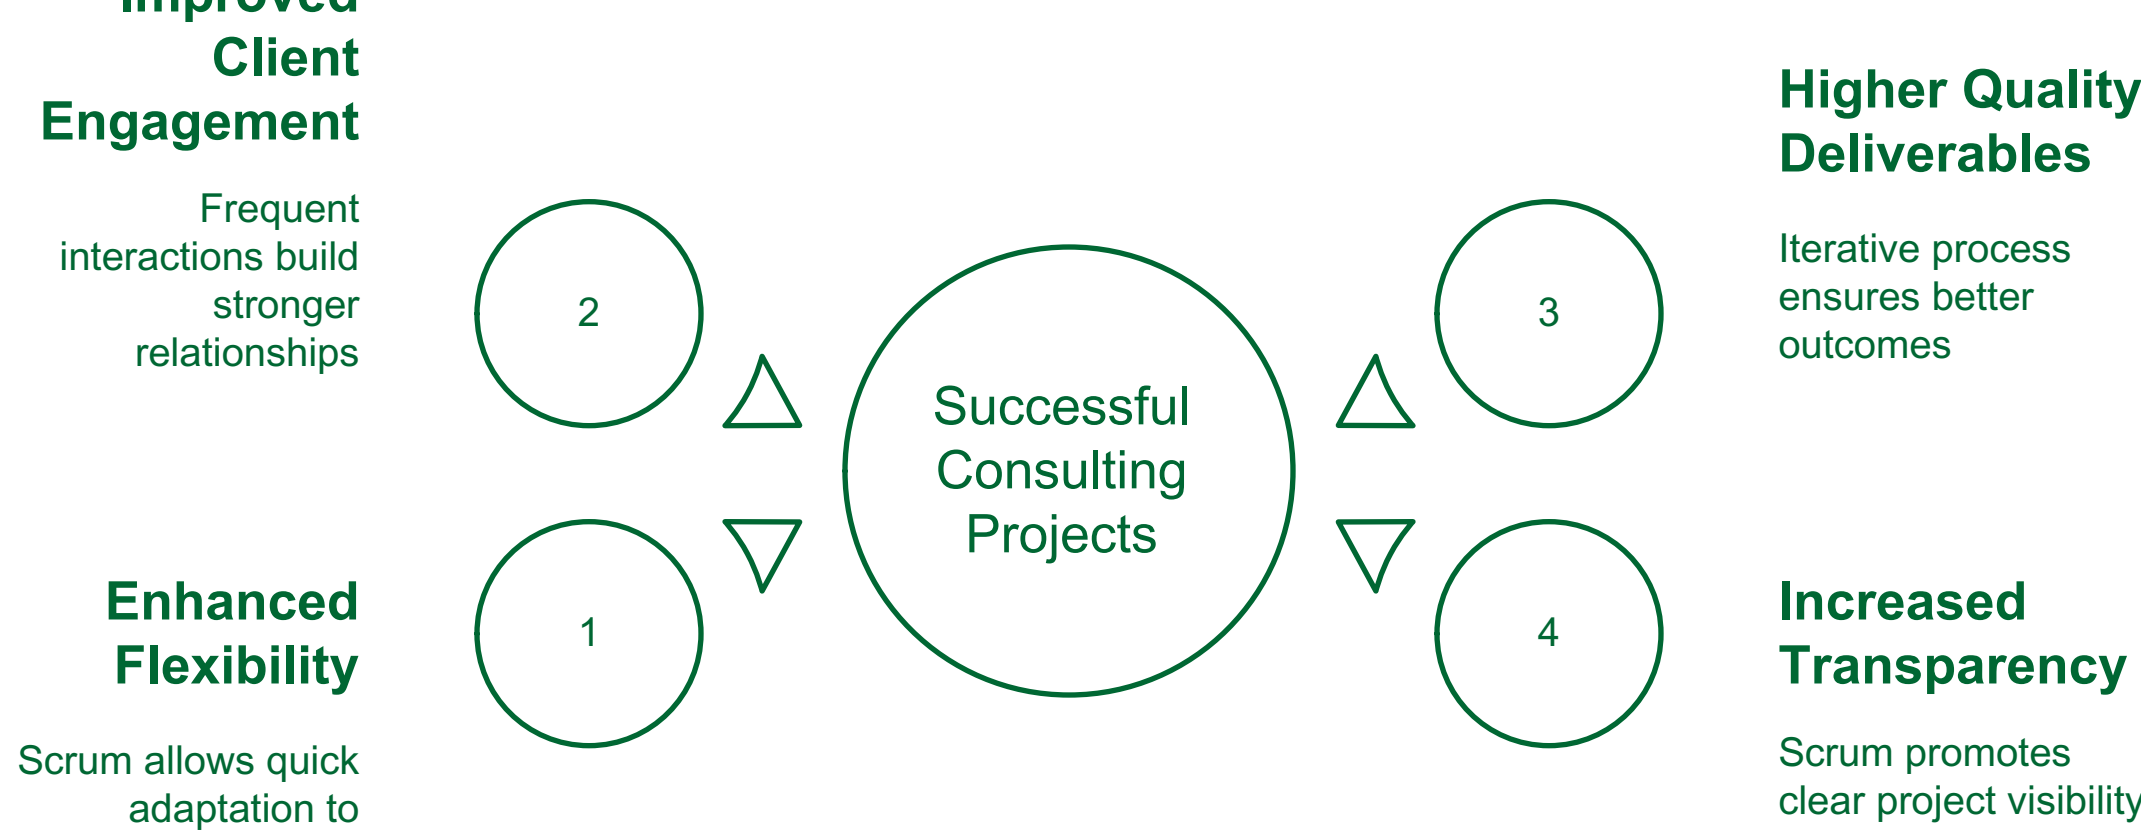 Improved
Client
Engagement
Frequent
interactions build
stronger
relationships
2
Enhanced
Flexibility
Scrum allows quick
adaptation to
1
Successful
Consulting
Projects
Higher Quality
Deliverables
Iterative process
ensures better
outcomes
3
Increased
Transparency
Scrum promotes
clear project visibility
4